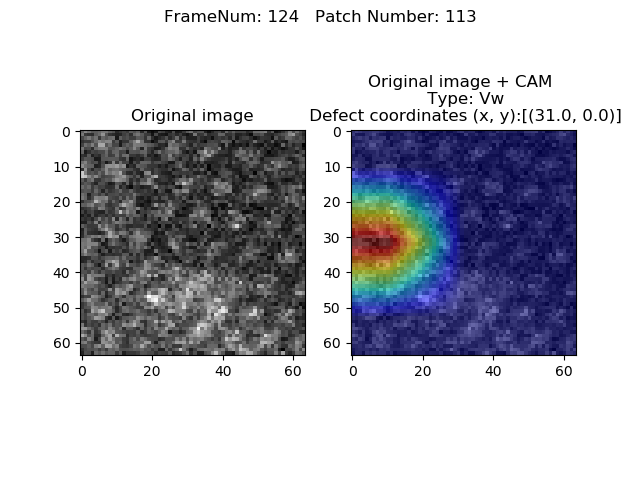 FrameNum: 124   Patch Number: 113
Original image
Original image + CAM
Type: Vw
Defect coordinates (x, y):[(31.0, 0.0)]
0
10
20
30
40
50
60
0 20 40 60
0
10
20
30
40
50
60
0 20 40 60